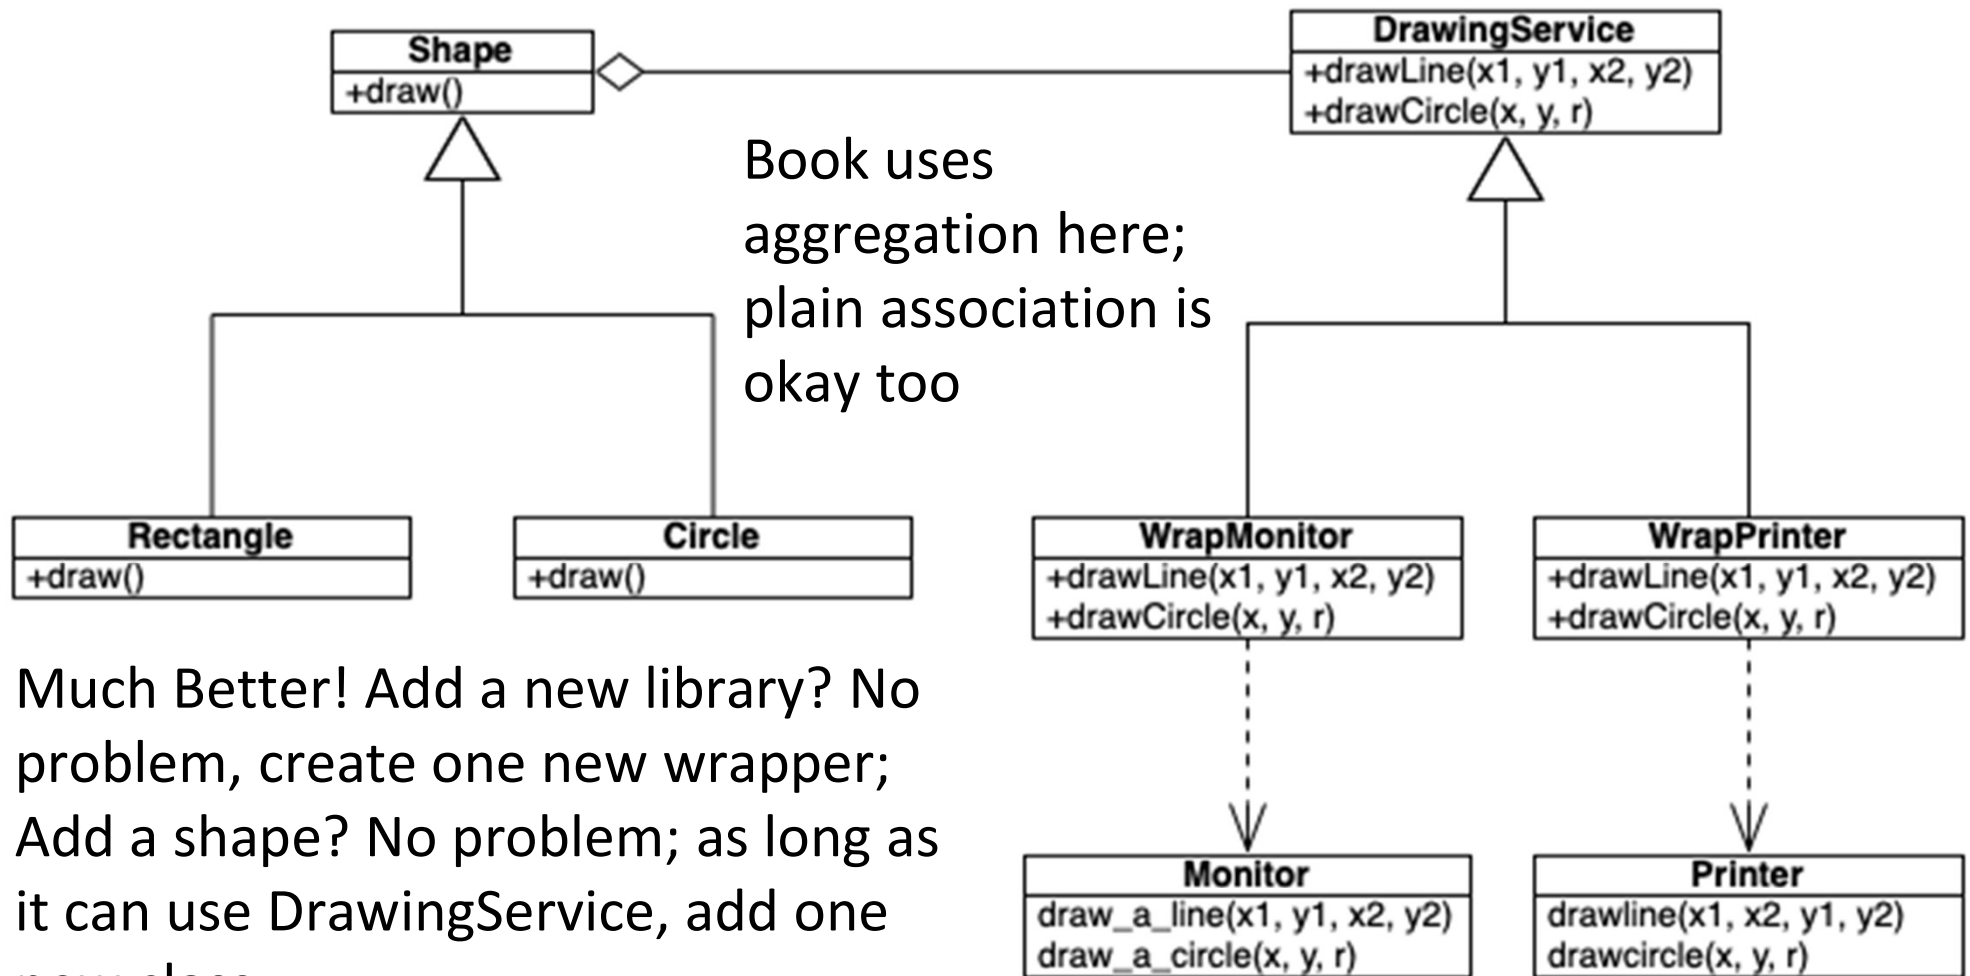 Shape
+draw()
DrawingService
+drawLine(x1, y1, x2, y2)
+drawCircle(x, y, r)
Book uses
aggregation here;
plain association is
okay too
Rectangle
+draw()
Circle
+draw()
WrapMonitor
+drawLine(x1, y1, x2, y2)
+drawCircle(x, y, r)
WrapPrinter
+drawLine(x1, y1, x2, y2)
+drawCircle(x, y, r)
Much Better! Add a new library? No
problem, create one new wrapper;
Add a shape? No problem; as long as
it can use DrawingService, add one
Monitor
draw_a_line(x1, y1, x2, y2)
draw_a_circle(x, y, r)
Printer
drawline(x1, x2, y1, y2)
drawcircle(x, y, r)